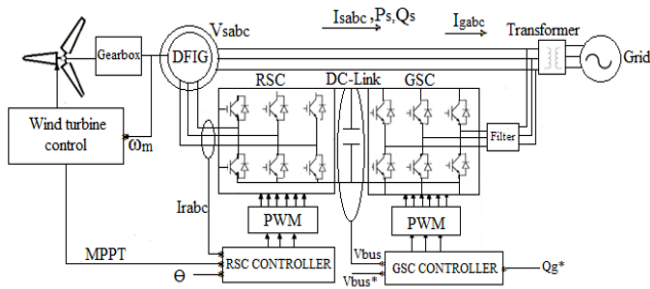 Isabc ,Ps,Qs
Igabc
Transformer
Vsabc
Gearbox
DFIG
Grid
RSC
DC-Link
GSC
Wind turbine
control
ωm
Filter
Irabc
PWM
PWM
MPPT
Vbus
RSC CONTROLLER
GSC CONTROLLER
Qg*
Θ
Vbus*